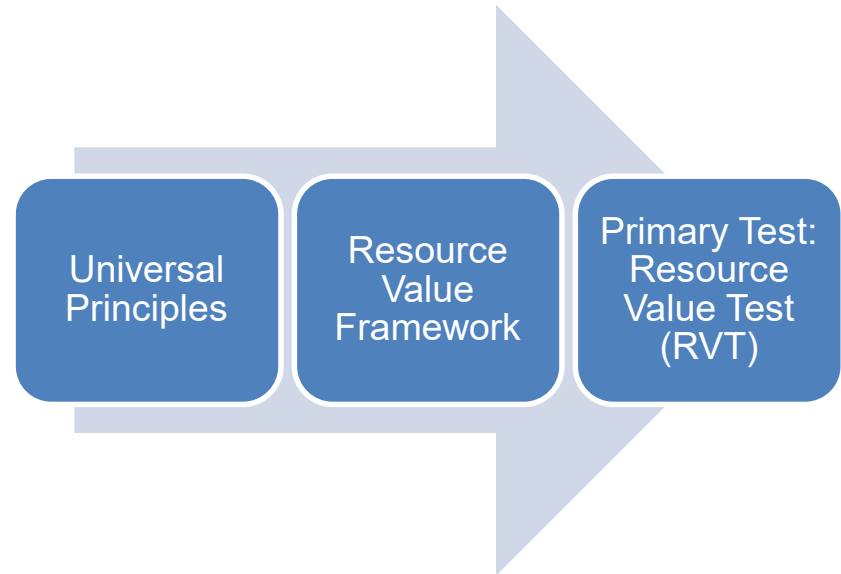 Universal
Principles
Resource
Value
Framework
Primary Test:
Resource
Value Test
(RVT)